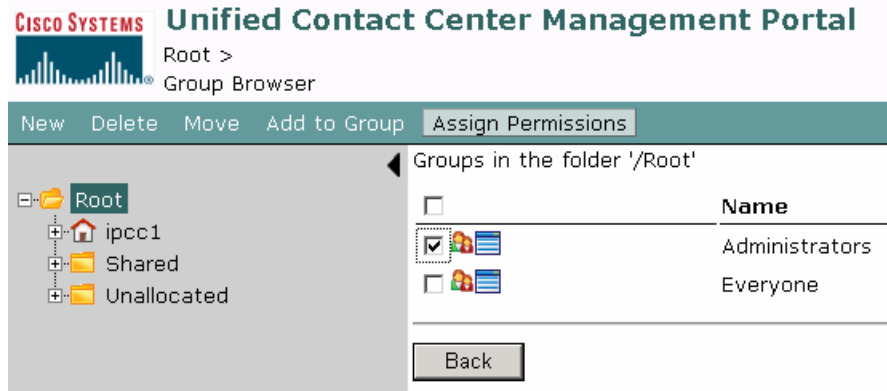 CISCO SYSTEMS
Unified Contact Center Management Portal
Root >
Group Browser
New Delete Move Add to Group Assign Permissions
Groups in the folder '/Root'
Root
ipcc1
Shared
Unallocated
Name
Administrators
Everyone
Back